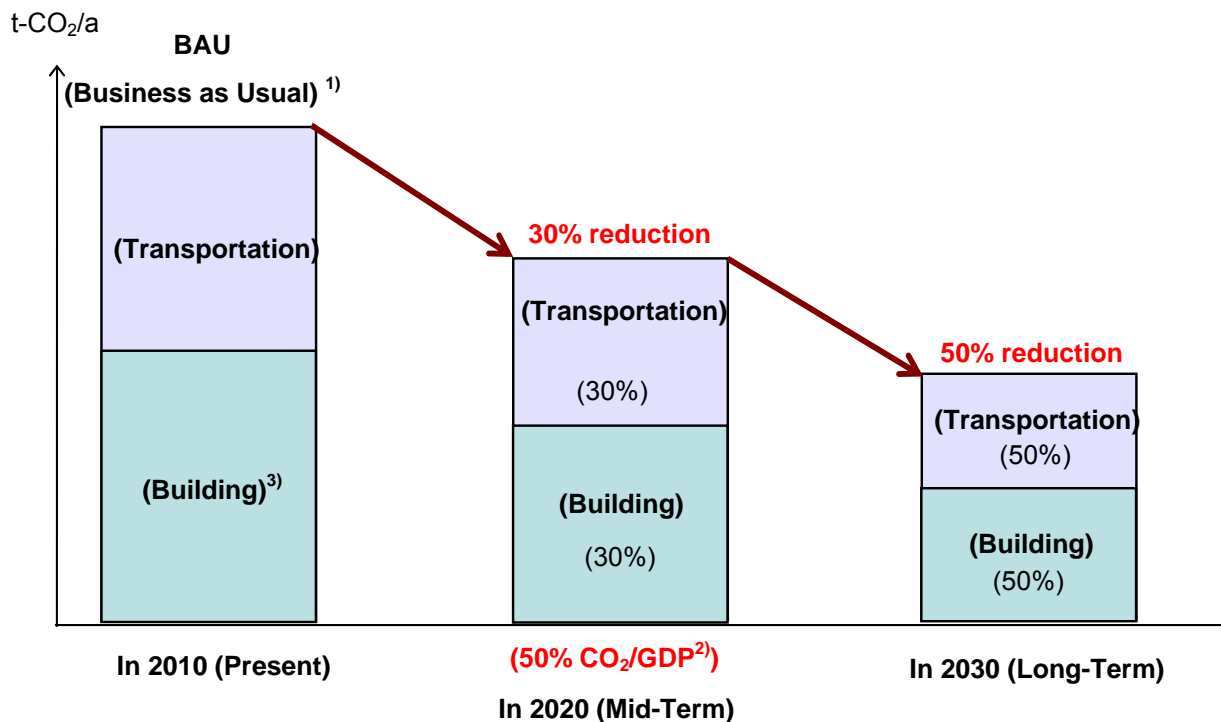 t-CO₂/a
BAU
(Business as Usual) ¹⁾
(Transportation)
(Building)³⁾
In 2010 (Present)
30% reduction
(Transportation)
(30%)
(Building)
(30%)
(50% CO₂/GDP²⁾)
In 2020 (Mid-Term)
50% reduction
(Transportation)
(50%)
(Building)
(50%)
In 2030 (Long-Term)